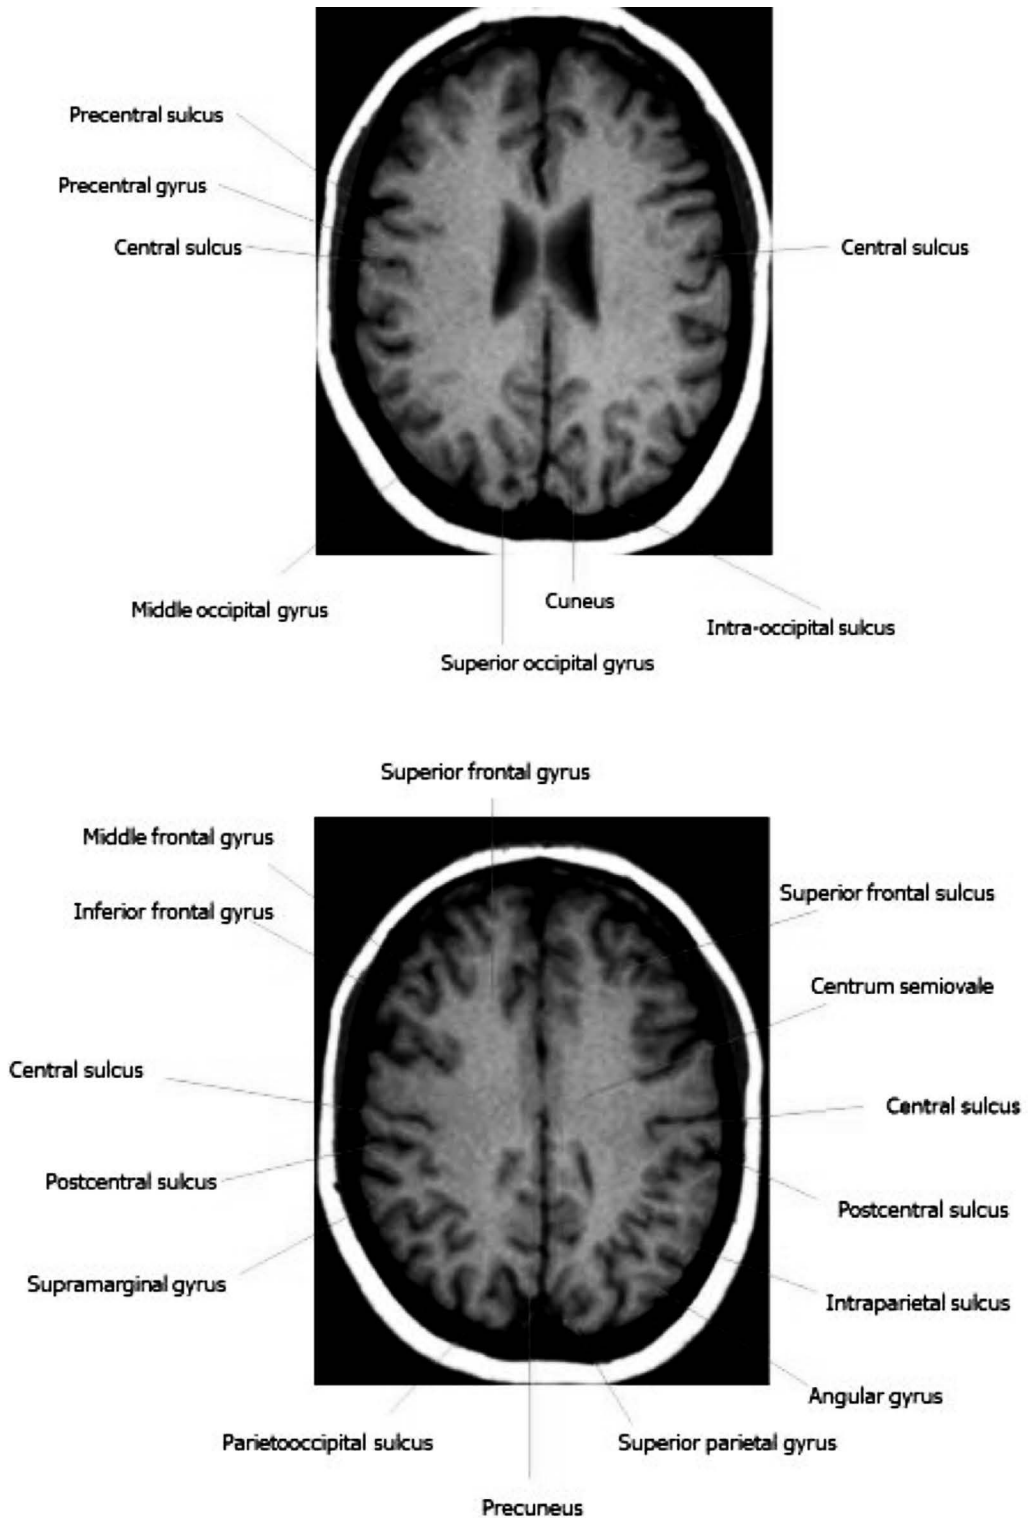 Precentral sulcus
Precentral gyrus
Central sulcus
Central sulcus
Middle occipital gyrus
Cuneus
Intra-occipital sulcus
Superior occipital gyrus
Superior frontal gyrus
Middle frontal gyrus
Inferior frontal gyrus
Superior frontal sulcus
Centrum semiovale
Central sulcus
Central sulcus
Postcentral sulcus
Postcentral sulcus
Supramarginal gyrus
Intraparietal sulcus
Angular gyrus
Parietooccipital sulcus
Superior parietal gyrus
Precuneus